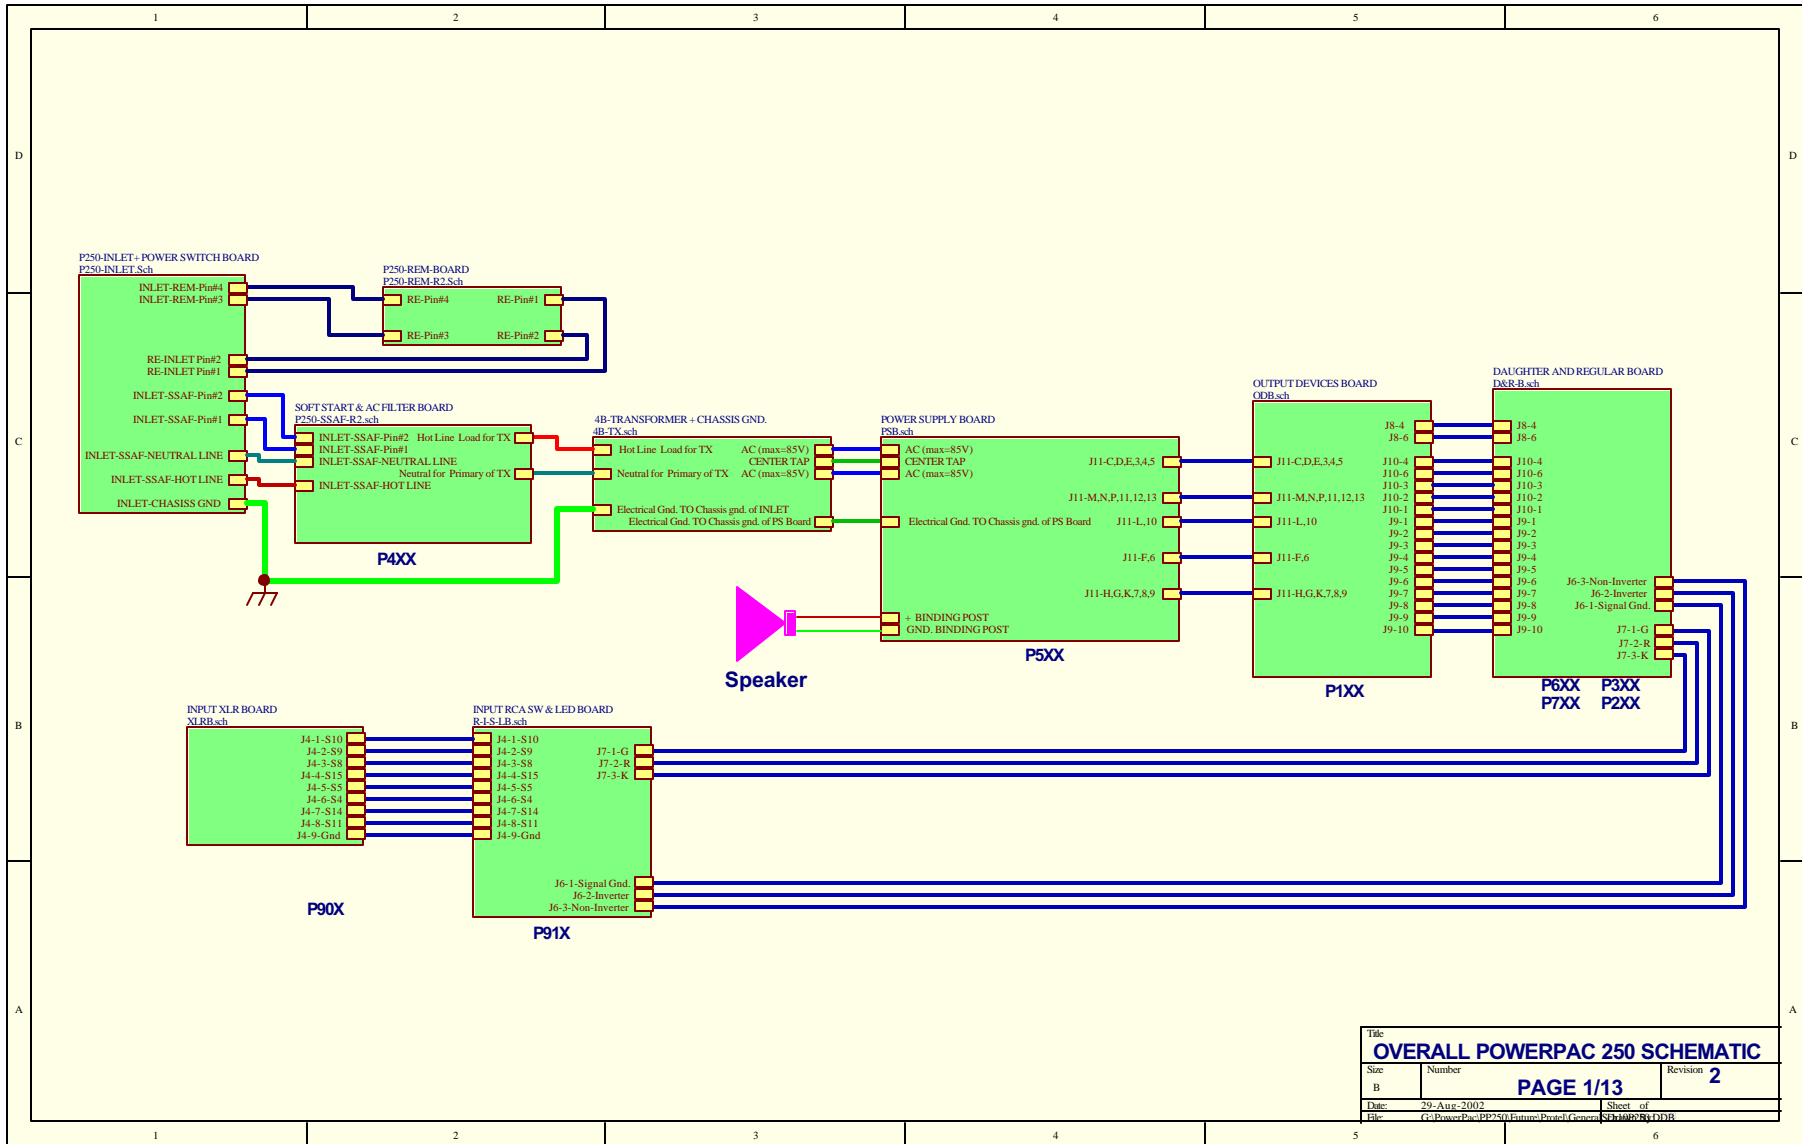 1 2 3 4 5 6
D D
C C
B B
A A
P250-INLET+ POWER SWITCH BOARD
P250-INLET.Sch
INLET-REM-Pin#4
INLET-REM-Pin#3
RE-INLET Pin#2
RE-INLET Pin#1
INLET-SSAF-Pin#2
INLET-SSAF-Pin#1
INLET-SSAF-NEUTRAL LINE
INLET-SSAF-HOT LINE
INLET-CHASISS GND
P250-REM-BOARD
P250-REM-R2.Sch
RE-Pin#4 RE-Pin#1
RE-Pin#3 RE-Pin#2
SOFT START & AC FILTER BOARD
P250-SSAF-R2.sch
INLET-SSAF-Pin#2 Hot Line Load for TX
INLET-SSAF-Pin#1
INLET-SSAF-NEUTRAL LINE
Neutral for Primary of TX
INLET-SSAF-HOT LINE
P4XX
4B-TRANSFORMER + CHASSIS GND.
4B-TX.sch
Hot Line Load for TX AC (max=85V)
CENTER TAP
Neutral for Primary of TX AC (max=85V)
Electrical Gnd. TO Chassis gnd. of INLET
Electrical Gnd. TO Chassis gnd. of PS Board
POWER SUPPLY BOARD
PSB.sch
AC (max=85V)
CENTER TAP
AC (max=85V)
Electrical Gnd. TO Chassis gnd. of PS Board
+ BINDING POST
GND. BINDING POST
J11-C,D,E,3,4,5
J11-M,N,P,11,12,13
J11-L,10
J11-F,6
J11-H,G,K,7,8,9
P5XX
Speaker
OUTPUT DEVICES BOARD
ODB.sch
J11-C,D,E,3,4,5
J11-M,N,P,11,12,13
J11-L,10
J11-F,6
J11-H,G,K,7,8,9
J8-4
J8-6
J10-4
J10-6
J10-3
J10-2
J10-1
J9-1
J9-2
J9-3
J9-4
J9-5
J9-6
J9-7
J9-8
J9-9
J9-10
P1XX
DAUGHTER AND REGULAR BOARD
D&R-B.sch
J8-4
J8-6
J10-4
J10-6
J10-3
J10-2
J10-1
J9-1
J9-2
J9-3
J9-4
J9-5
J9-6
J9-7
J9-8
J9-9
J9-10
J6-3-Non-Inverter
J6-2-Inverter
J6-1-Signal Gnd.
J7-1-G
J7-2-R
J7-3-K
P6XX P3XX
P7XX P2XX
INPUT XLR BOARD
XLRB.sch
J4-1-S10
J4-2-S9
J4-3-S8
J4-4-S15
J4-5-S5
J4-6-S4
J4-7-S14
J4-8-S11
J4-9-Gnd
P90X
INPUT RCA SW & LED BOARD
R-I-S-LB.sch
J4-1-S10
J4-2-S9
J4-3-S8
J4-4-S15
J4-5-S5
J4-6-S4
J4-7-S14
J4-8-S11
J4-9-Gnd
J7-1-G
J7-2-R
J7-3-K
J6-1-Signal Gnd.
J6-2-Inverter
J6-3-Non-Inverter
P91X
Title
OVERALL POWERPAC 250 SCHEMATIC
Size Number Revision 2
B PAGE 1/13
Date: 29-Aug-2002 Sheet of
File: G:\PowerPac\PP250\Future\Protel\General
1 2 3 4 5 6